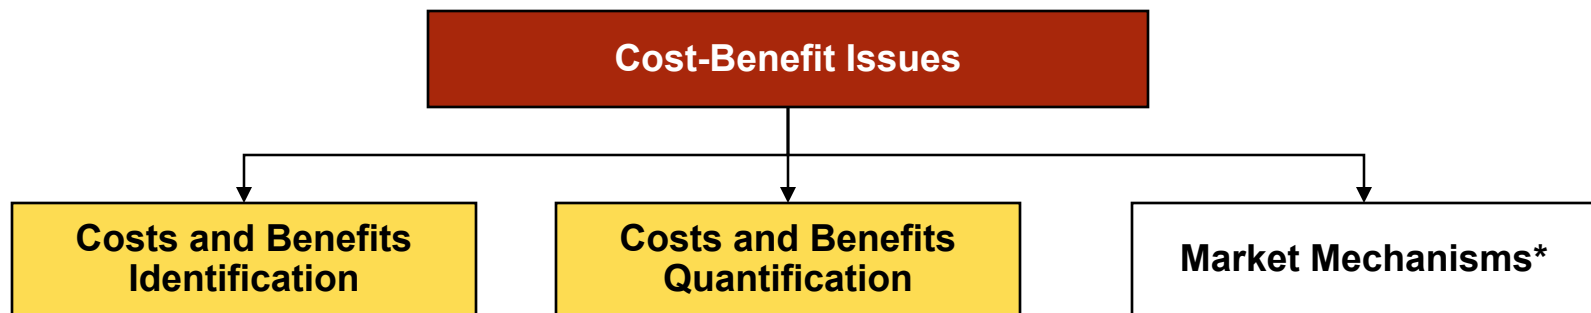 Cost-Benefit Issues
Costs and Benefits
Identification
Costs and Benefits
Quantification
Market Mechanisms*